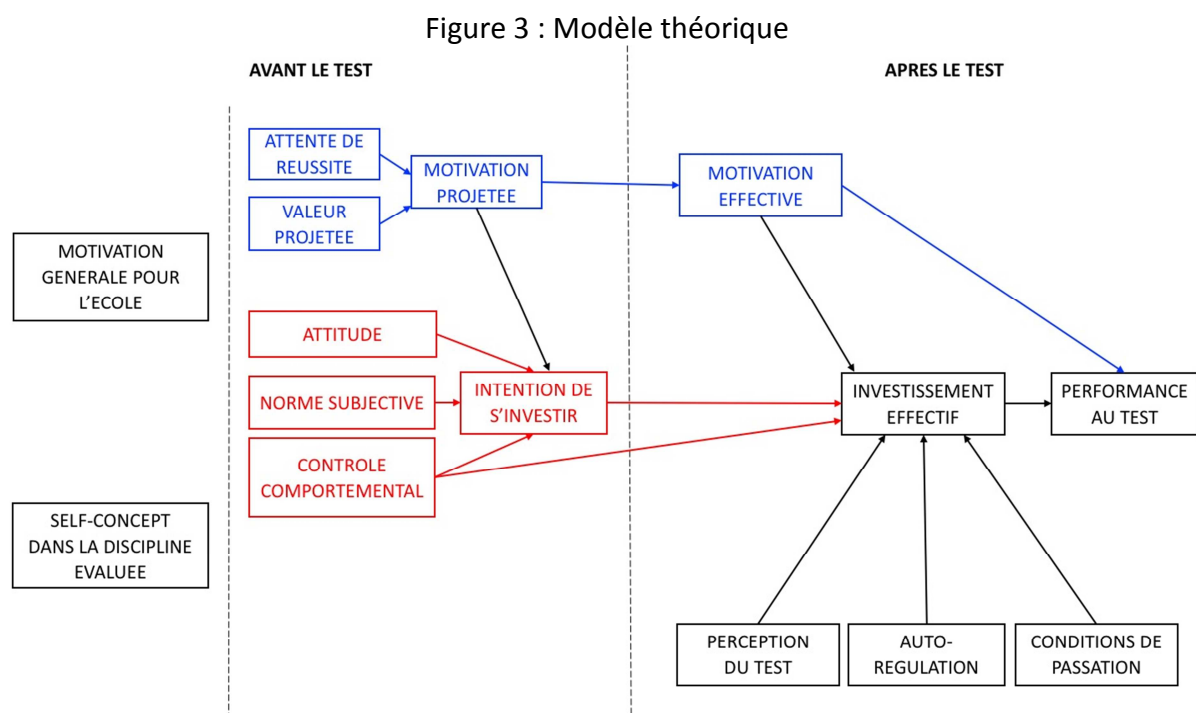 Figure 3 : Modèle théorique
AVANT LE TEST
APRES LE TEST
ATTENTE DE
REUSSITE
MOTIVATION
PROJETEE
MOTIVATION
EFFECTIVE
VALEUR
PROJETEE
MOTIVATION
GENERALE POUR
L'ECOLE
ATTITUDE
NORME SUBJECTIVE
INTENTION DE
S'INVESTIR
INVESTISSEMENT
EFFECTIF
PERFORMANCE
AU TEST
CONTROLE
COMPORTEMENTAL
SELF-CONCEPT
DANS LA DISCIPLINE
EVALUEE
PERCEPTION
DU TEST
AUTO-
REGULATION
CONDITIONS DE
PASSATION